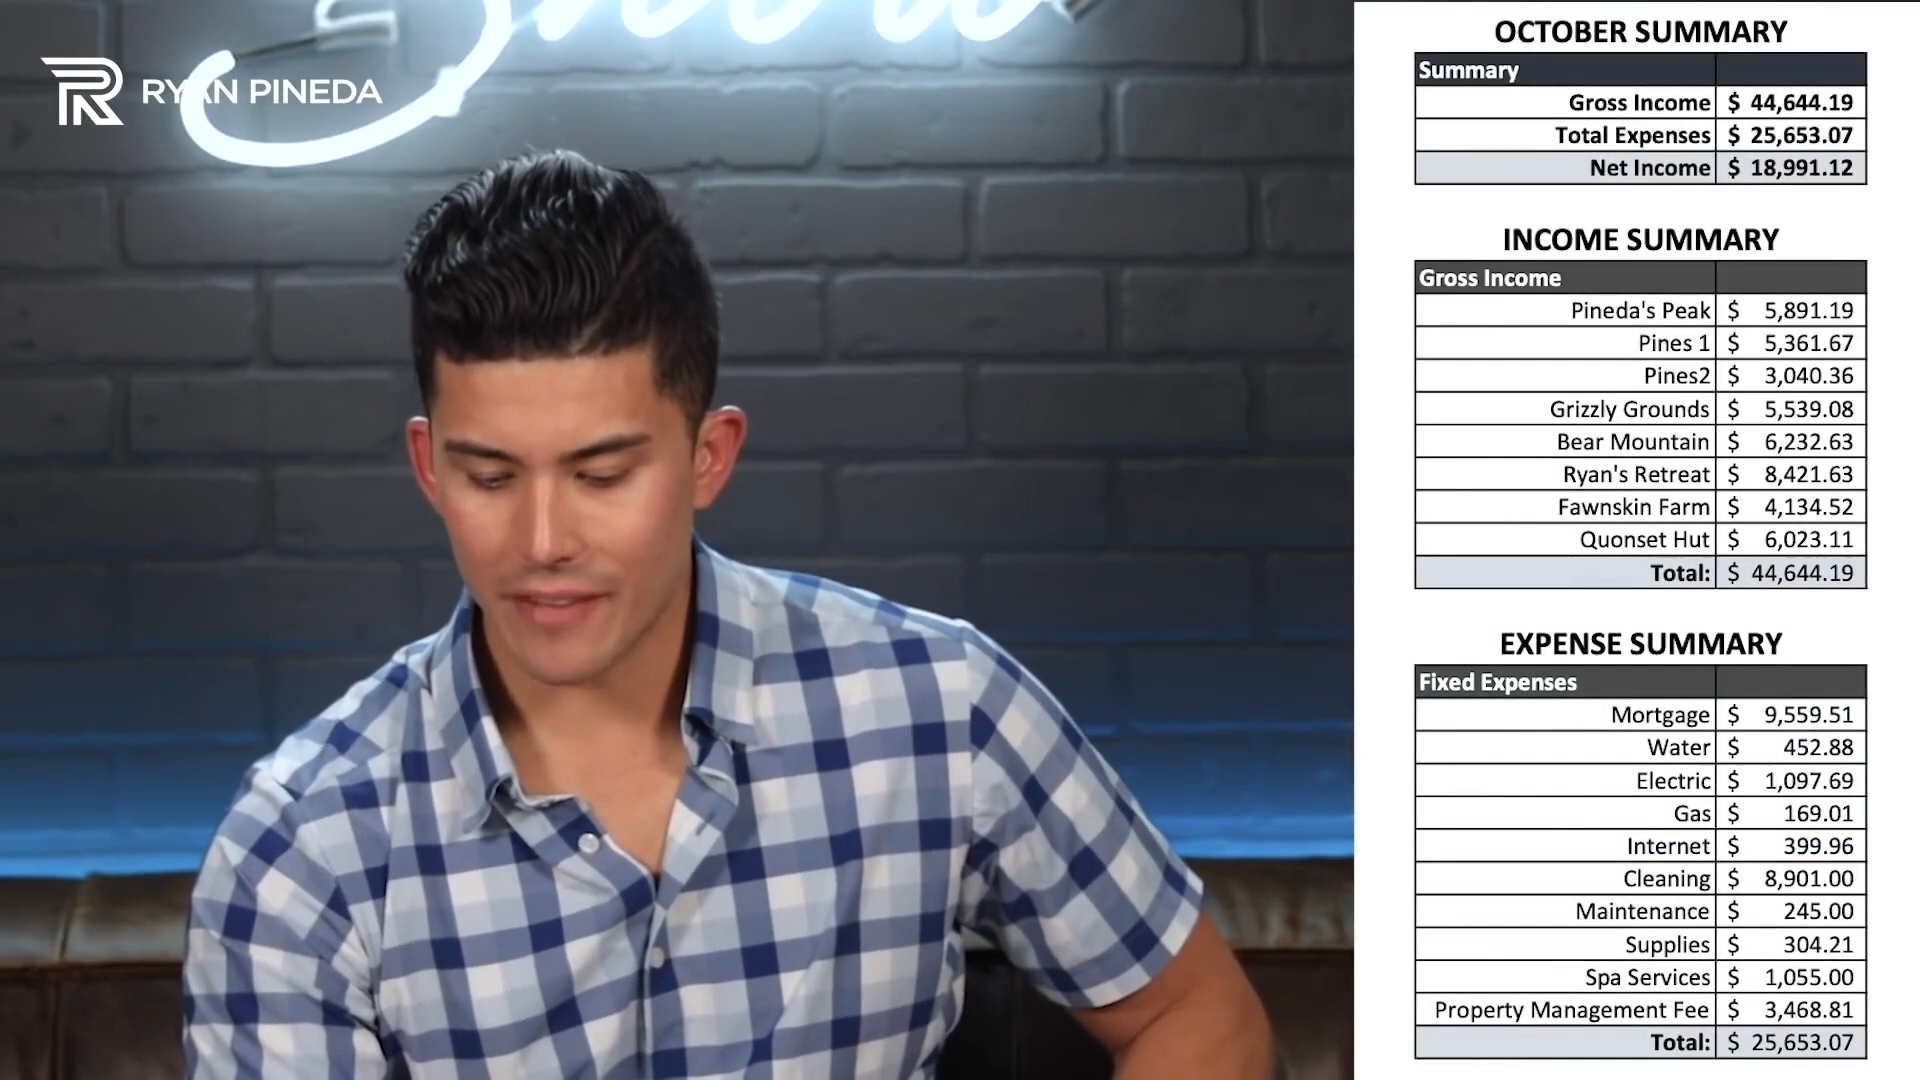 RYAN PINEDA
OCTOBER SUMMARY
Summary
Gross Income $ 44,644.19
Total Expenses $ 25,653.07
Net Income $ 18,991.12
INCOME SUMMARY
Gross Income
Pineda's Peak $ 5,891.19
Pines 1 $ 5,361.67
Pines2 $ 3,040.36
Grizzly Grounds $ 5,539.08
Bear Mountain $ 6,232.63
Ryan's Retreat $ 8,421.63
Fawnskin Farm $ 4,134.52
Quonset Hut $ 6,023.11
Total: $ 44,644.19
EXPENSE SUMMARY
Fixed Expenses
Mortgage $ 9,559.51
Water $ 452.88
Electric $ 1,097.69
Gas $ 169.01
Internet $ 399.96
Cleaning $ 8,901.00
Maintenance $ 245.00
Supplies $ 304.21
Spa Services $ 1,055.00
Property Management Fee $ 3,468.81
Total: $ 25,653.07